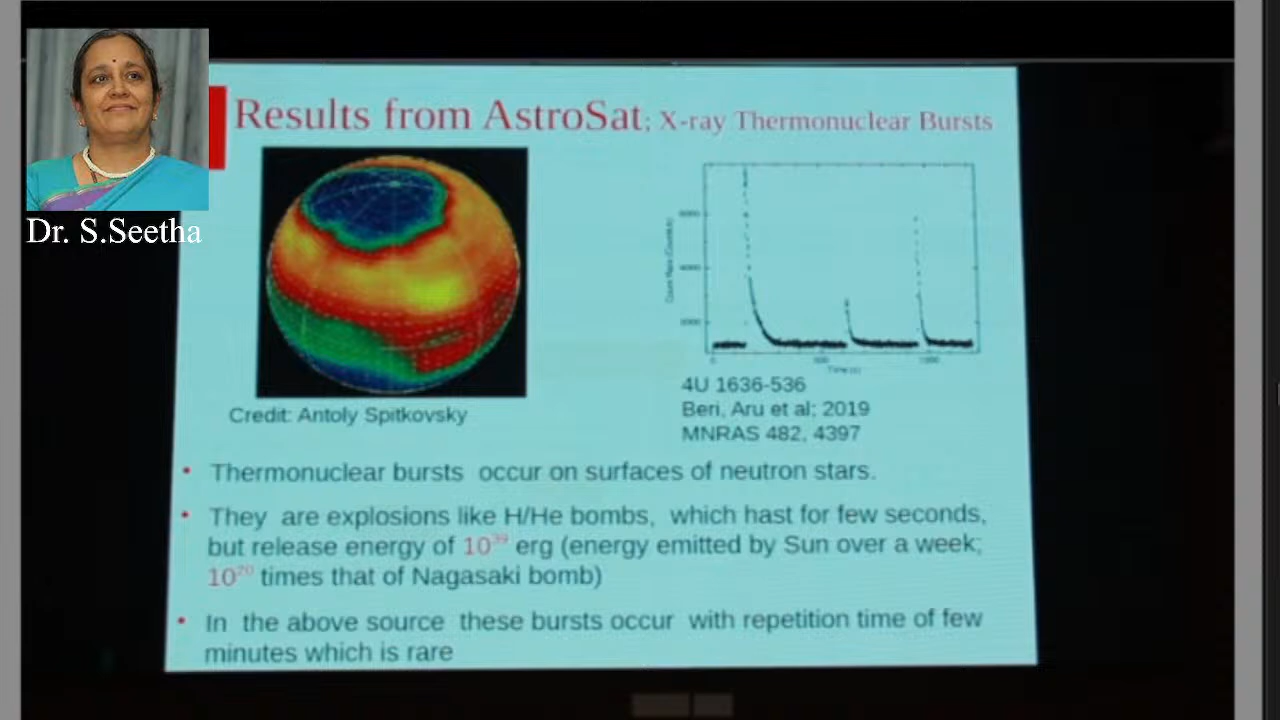 Results from AstroSat; X-ray Thermonuclear Bursts
Dr. S.Seetha
4000
Time (s)
Credit: Antoly Spitkovsky
4U 1636-536
Beri, Aru et al; 2019
MNRAS 482, 4397
• Thermonuclear bursts occur on surfaces of neutron stars.
• They are explosions like H/He bombs, which hast for few seconds,
but release energy of 10³⁹ erg (energy emitted by Sun over a week;
10²⁰ times that of Nagasaki bomb)
• In the above source these bursts occur with repetition time of few
minutes which is rare